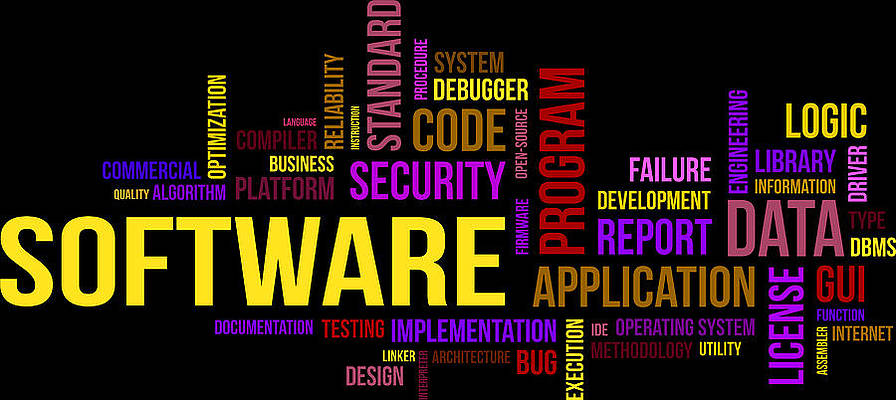 STANDARD
PROCEDURE
SYSTEM
DEBUGGER
RELIABILITY
OPTIMIZATION
LANGUAGE
INSTRUCTION
COMPILER
CODE
OPEN-SOURCE
PROGRAM
ENGINEERING
LOGIC
COMMERCIAL
BUSINESS
FAILURE
LIBRARY
DRIVER
QUALITY
ALGORITHM
PLATFORM
SECURITY
DEVELOPMENT
INFORMATION
SOFTWARE
FIRMWARE
REPORT
DATA
TYPE
DBMS
APPLICATION
LICENSE
GUI
FUNCTION
DOCUMENTATION
TESTING
IMPLEMENTATION
EXECUTION
IDE
OPERATING SYSTEM
ASSEMBLER
INTERNET
LINKER
INTERPRETER
ARCHITECTURE
BUG
METHODOLOGY
UTILITY
DESIGN